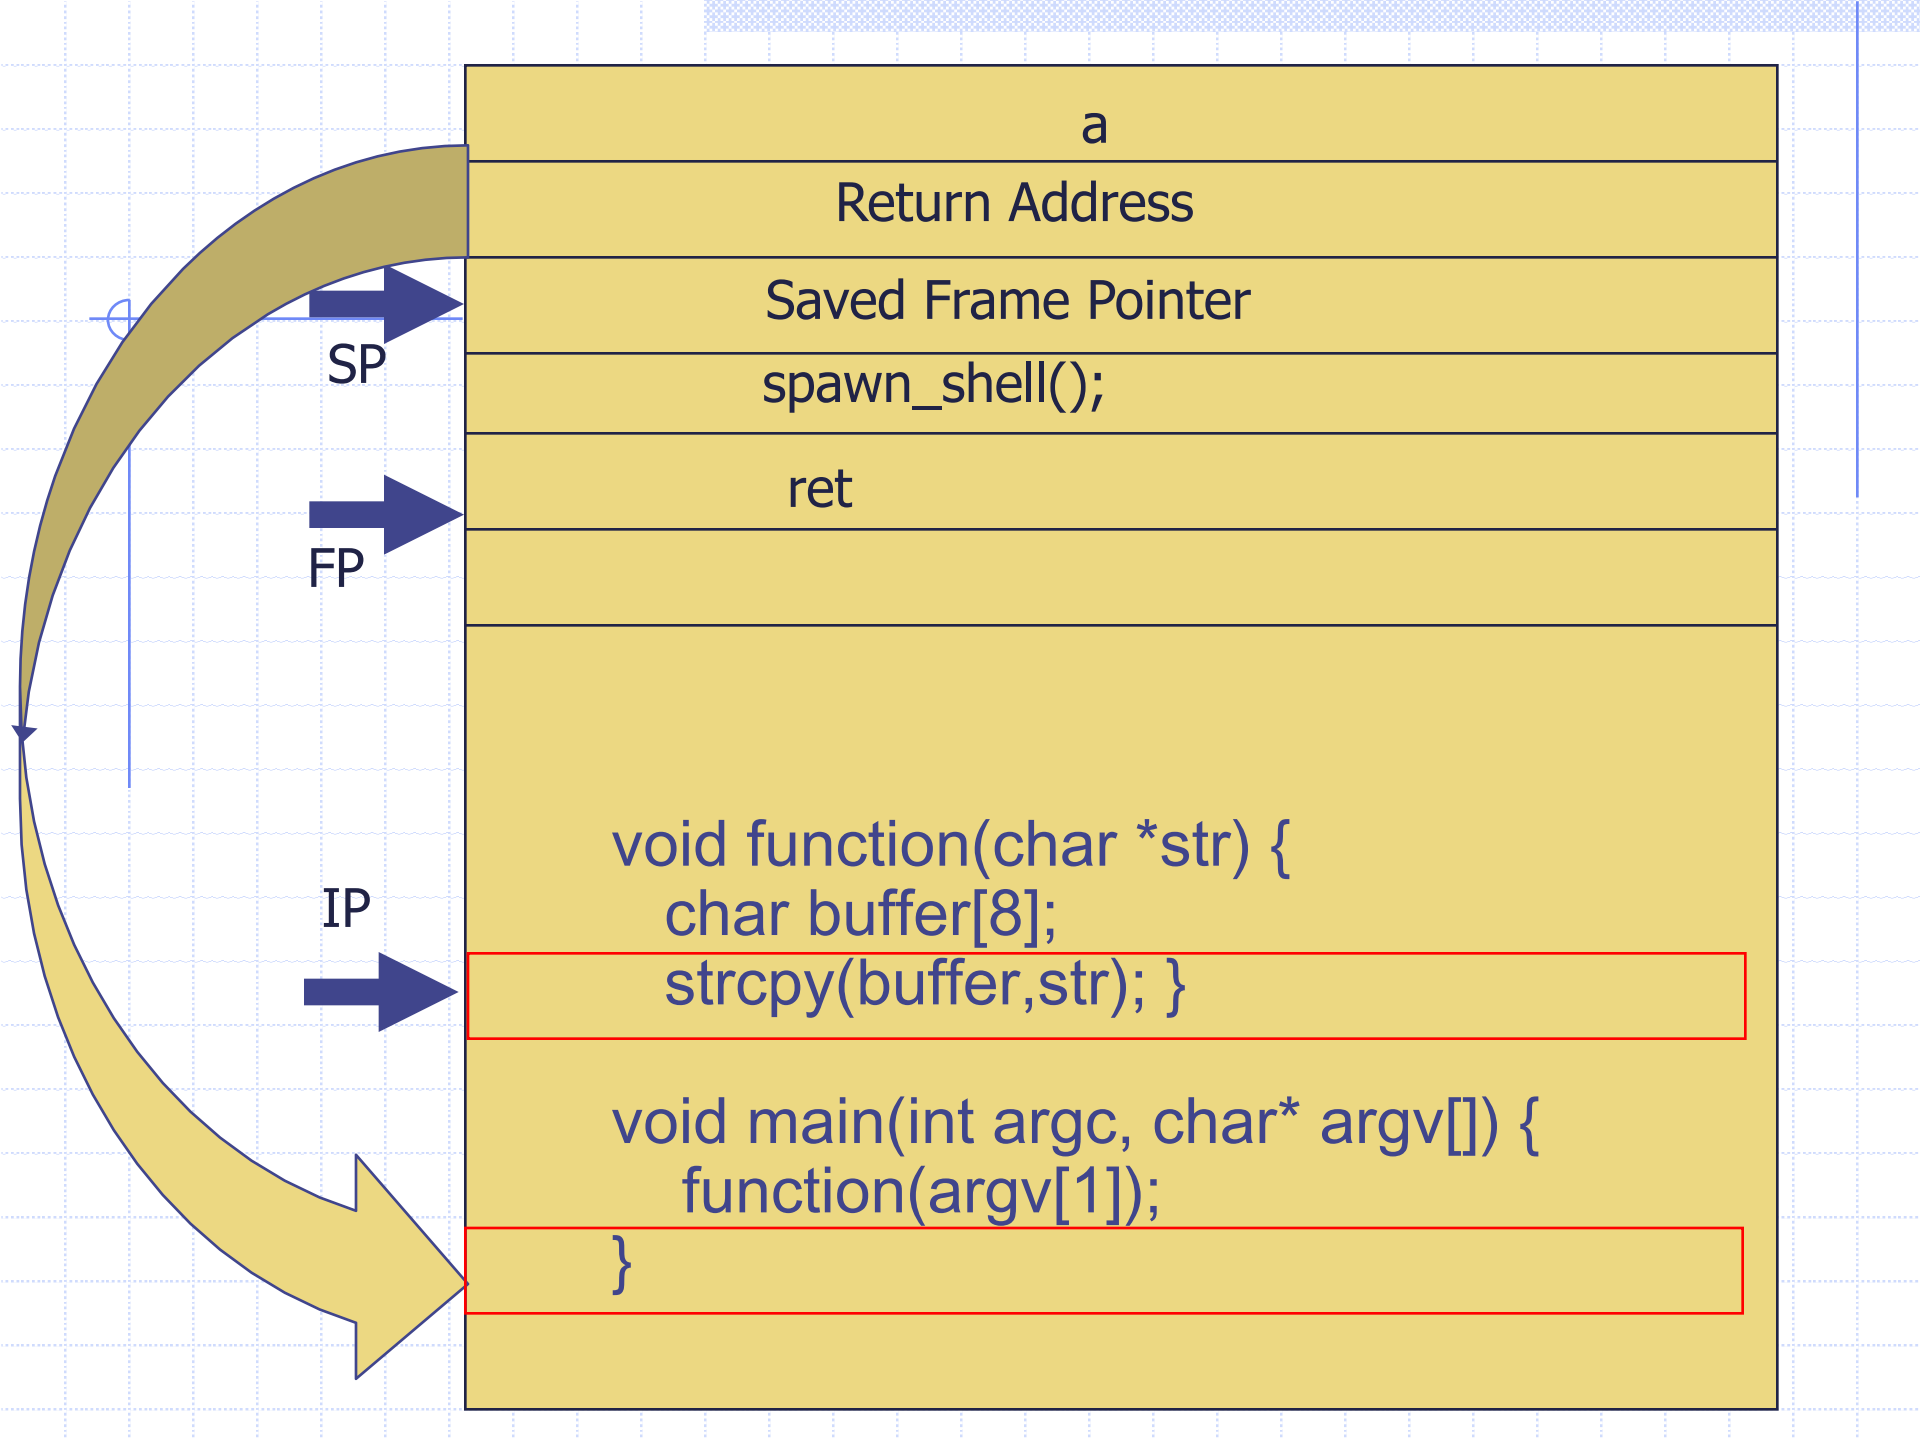 a
Return Address
Saved Frame Pointer
SP
spawn_shell();
ret
FP
void function(char *str) {
char buffer[8];
IP
strcpy(buffer,str); }
void main(int argc, char* argv[]) {
function(argv[1]);
}